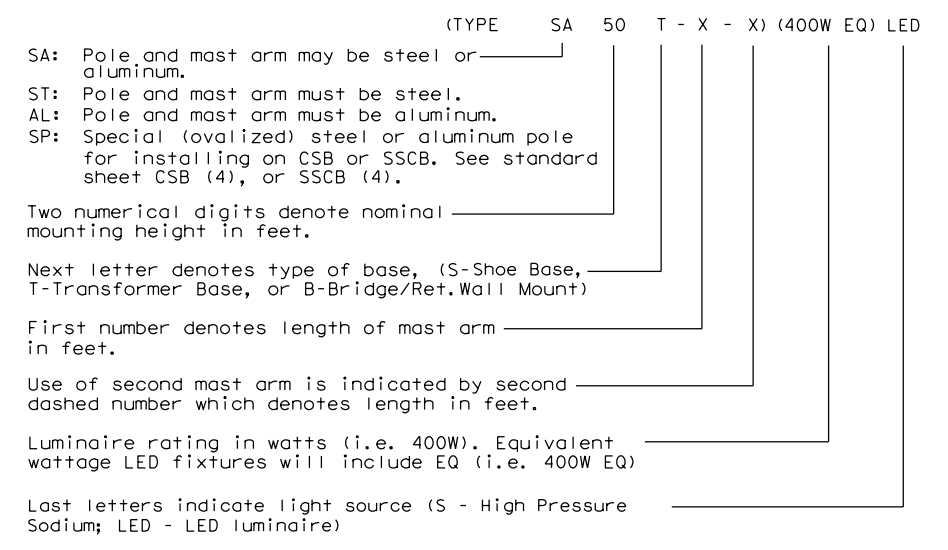 (TYPE SA 50 T - X - X) (400W EQ) LED
SA: Pole and mast arm may be steel or
aluminum.
ST: Pole and mast arm must be steel.
AL: Pole and mast arm must be aluminum.
SP: Special (ovalized) steel or aluminum pole
for installing on CSB or SSCB. See standard
sheet CSB (4), or SSCB (4).
Two numerical digits denote nominal
mounting height in feet.
Next letter denotes type of base, (S-Shoe Base,
T-Transformer Base, or B-Bridge/Ret.Wall Mount)
First number denotes length of mast arm
in feet.
Use of second mast arm is indicated by second
dashed number which denotes length in feet.
Luminaire rating in watts (i.e. 400W). Equivalent
wattage LED fixtures will include EQ (i.e. 400W EQ)
Last letters indicate light source (S - High Pressure
Sodium; LED - LED luminaire)